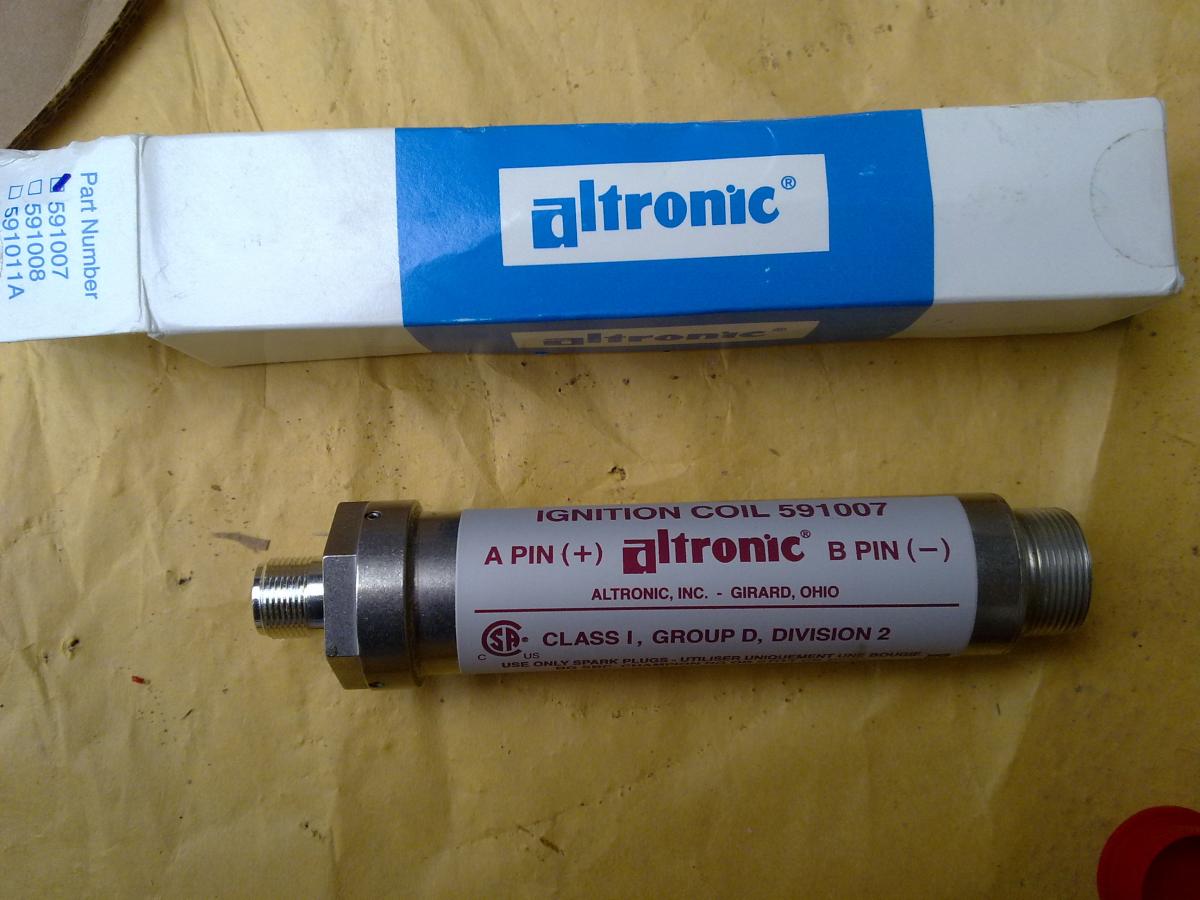 altronic®
altronic®
Part Number
591007
591008
591011A
IGNITION COIL 591007
A PIN (+) altronic® B PIN (−)
ALTRONIC, INC. - GIRARD, OHIO
CSA® CLASS I, GROUP D, DIVISION 2
C US
USE ONLY SPARK PLUGS - UTILISER UNIQUEMENT UNE BOUGIE